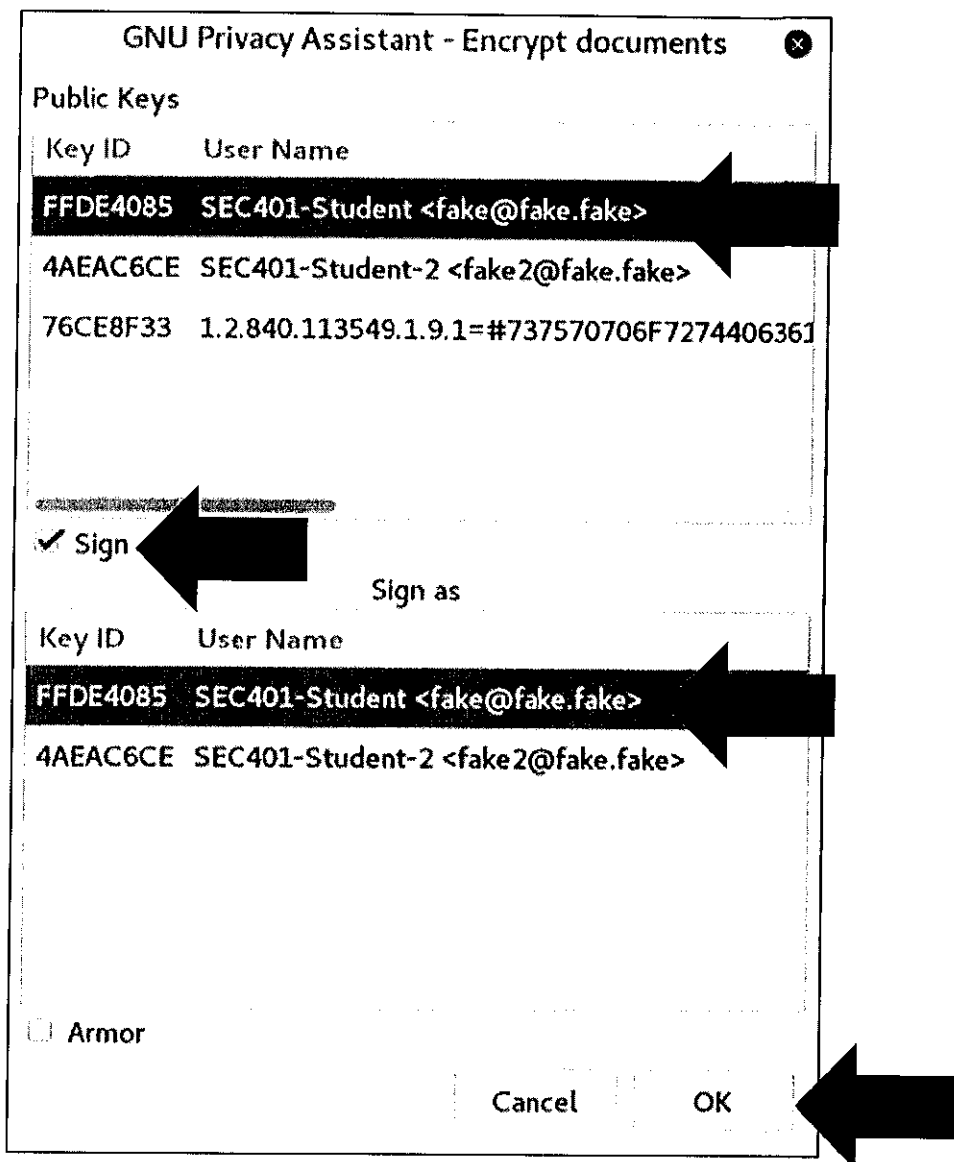 GNU Privacy Assistant - Encrypt documents
Public Keys
Key ID User Name
FFDE4085 SEC401-Student <fake@fake.fake>
4AEAC6CE SEC401-Student-2 <fake2@fake.fake>
76CE8F33 1.2.840.113549.1.9.1=#737570706F7274406361
Sign
Sign as
Key ID User Name
FFDE4085 SEC401-Student <fake@fake.fake>
4AEAC6CE SEC401-Student-2 <fake2@fake.fake>
Armor
Cancel OK